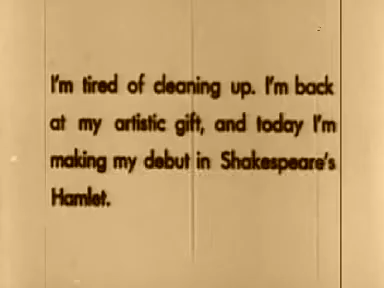 I'm tired of cleaning up. I'm back
at my artistic gift, and today I'm
making my debut in Shakespeare's
Hamlet.